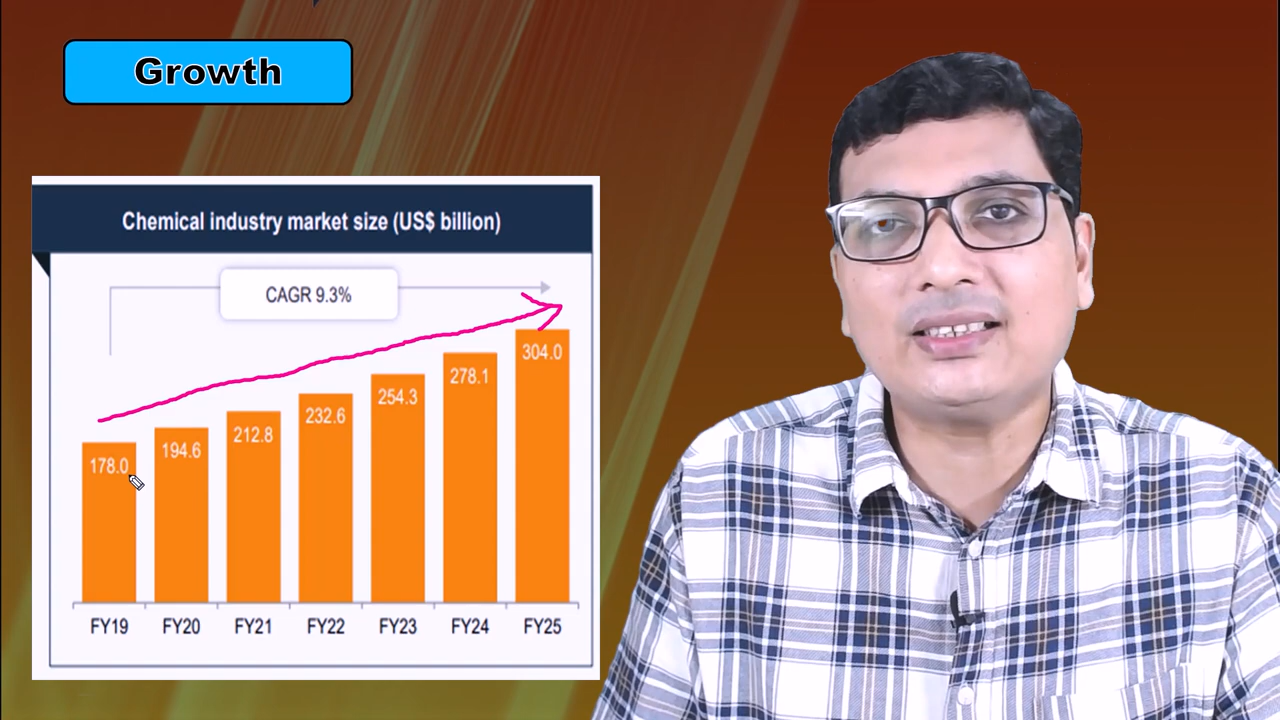 Growth
Chemical industry market size (US$ billion)
CAGR 9.3%
178.0
194.6
212.8
232.6
254.3
278.1
304.0
FY19 FY20 FY21 FY22 FY23 FY24 FY25